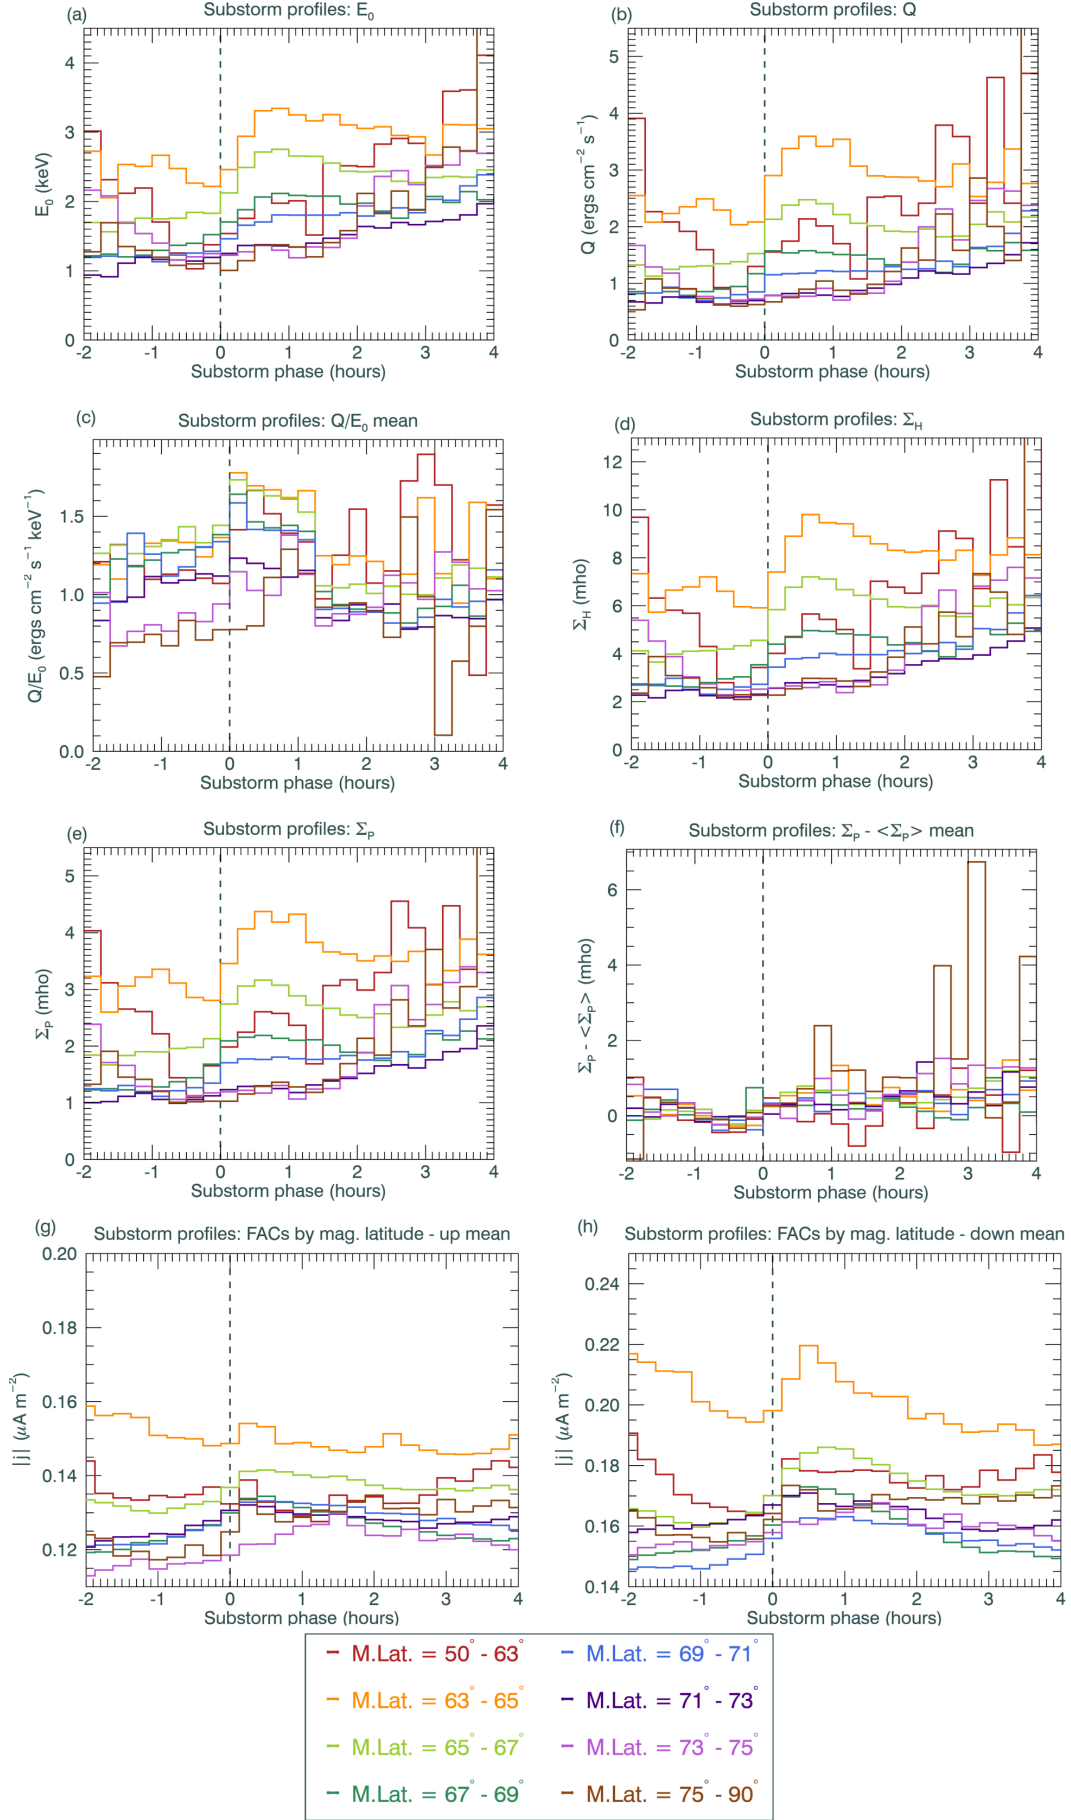 (a) Substorm profiles: E₀
E₀ (keV)
4
3
2
1
0
-2 -1 0 1 2 3 4
Substorm phase (hours)
(b) Substorm profiles: Q
Q (ergs cm⁻² s⁻¹)
5
4
3
2
1
0
-2 -1 0 1 2 3 4
Substorm phase (hours)
(c) Substorm profiles: Q/E₀ mean
Q/E₀ (ergs cm⁻² s⁻¹ keV⁻¹)
1.5
1.0
0.5
0.0
-2 -1 0 1 2 3 4
Substorm phase (hours)
(d) Substorm profiles: Σ_H
Σ_H (mho)
12
10
8
6
4
2
0
-2 -1 0 1 2 3 4
Substorm phase (hours)
(e) Substorm profiles: Σ_P
Σ_P (mho)
5
4
3
2
1
0
-2 -1 0 1 2 3 4
Substorm phase (hours)
(f) Substorm profiles: Σ_P - <Σ_P> mean
Σ_P - <Σ_P> (mho)
6
4
2
0
-2 -1 0 1 2 3 4
Substorm phase (hours)
(g) Substorm profiles: FACs by mag. latitude - up mean
|j| (μA m⁻²)
0.20
0.18
0.16
0.14
0.12
-2 -1 0 1 2 3 4
Substorm phase (hours)
(h) Substorm profiles: FACs by mag. latitude - down mean
|j| (μA m⁻²)
0.24
0.22
0.20
0.18
0.16
0.14
-2 -1 0 1 2 3 4
Substorm phase (hours)
M.Lat. = 50° - 63°
M.Lat. = 63° - 65°
M.Lat. = 65° - 67°
M.Lat. = 67° - 69°
M.Lat. = 69° - 71°
M.Lat. = 71° - 73°
M.Lat. = 73° - 75°
M.Lat. = 75° - 90°